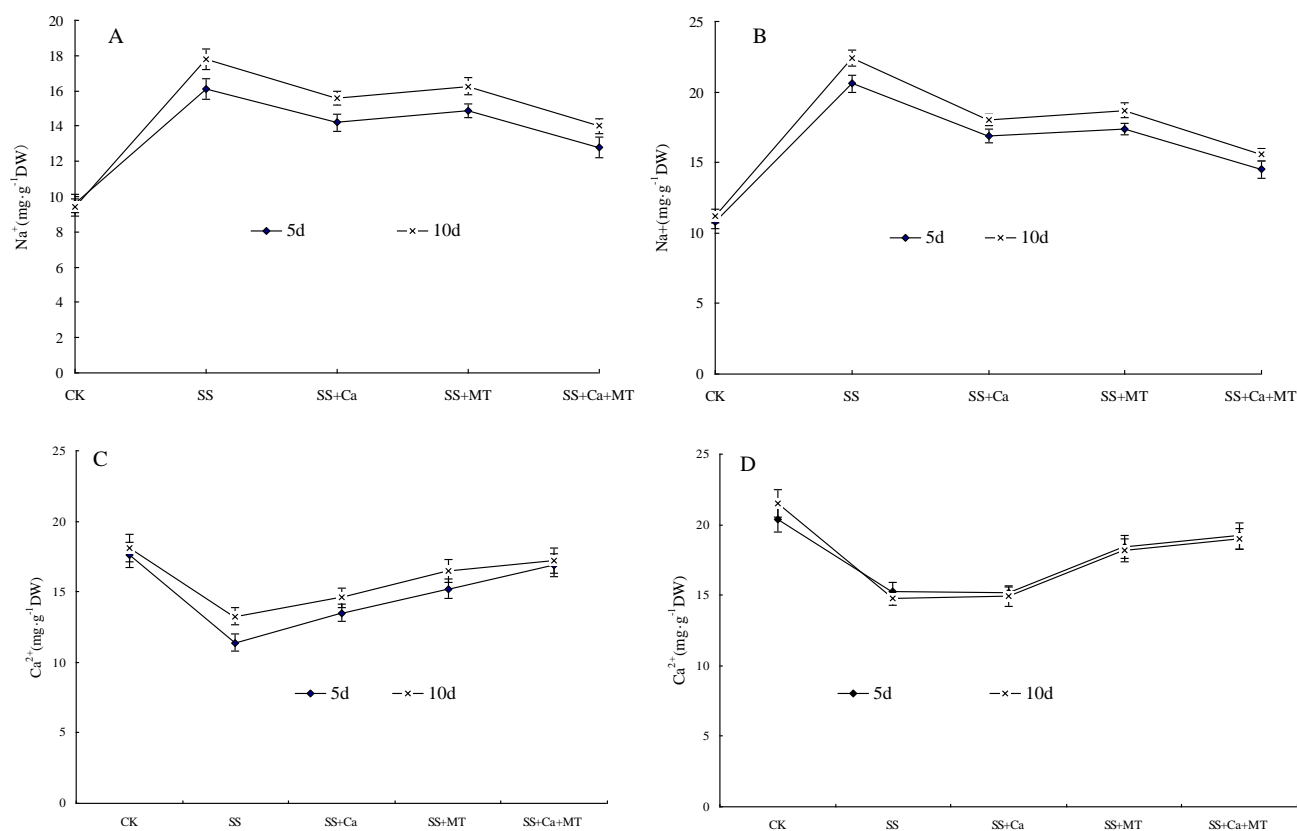 A
20
18
16
14
12
10
8
6
4
2
0
Na⁺(mg·g⁻¹DW)
5d
10d
CK
SS
SS+Ca
SS+MT
SS+Ca+MT
B
25
20
15
10
5
0
Na+(mg·g⁻¹DW)
5d
10d
CK
SS
SS+Ca
SS+MT
SS+Ca+MT
C
25
20
15
10
5
0
Ca²⁺(mg·g⁻¹DW)
5d
10d
CK
SS
SS+Ca
SS+MT
SS+Ca+MT
D
25
20
15
10
5
0
Ca²⁺(mg·g⁻¹DW)
5d
10d
CK
SS
SS+Ca
SS+MT
SS+Ca+MT